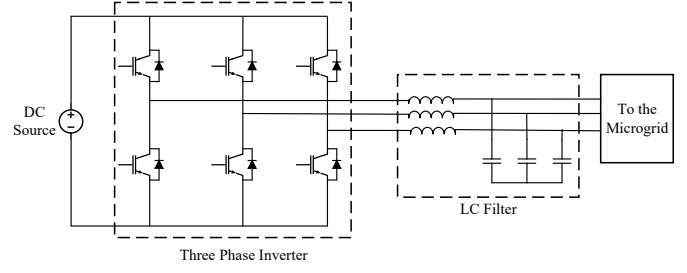 DC
Source
To the
Microgrid
LC Filter
Three Phase Inverter